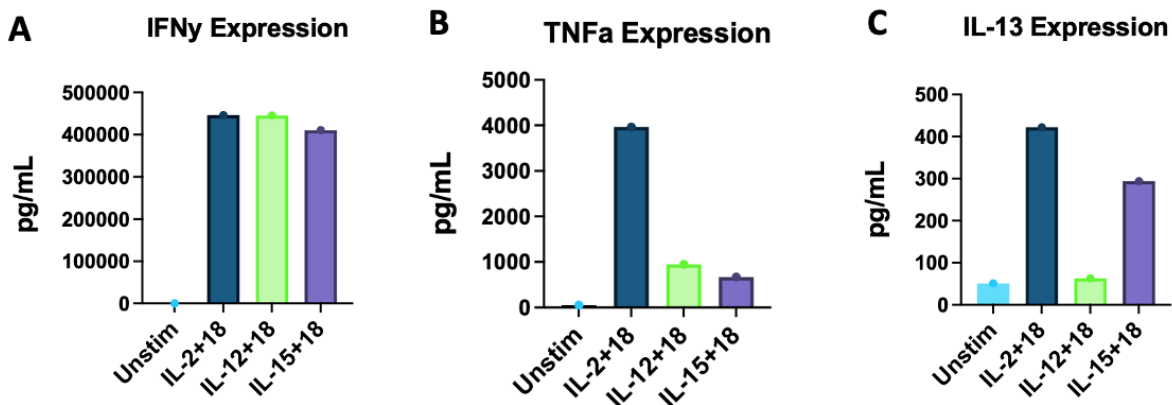 A
IFNy Expression
pg/mL
500000
400000
300000
200000
100000
0
Unstim
IL-2+18
IL-12+18
IL-15+18
B
TNFa Expression
pg/mL
5000
4000
3000
2000
1000
0
Unstim
IL-2+18
IL-12+18
IL-15+18
C
IL-13 Expression
pg/mL
500
400
300
200
100
0
Unstim
IL-2+18
IL-12+18
IL-15+18